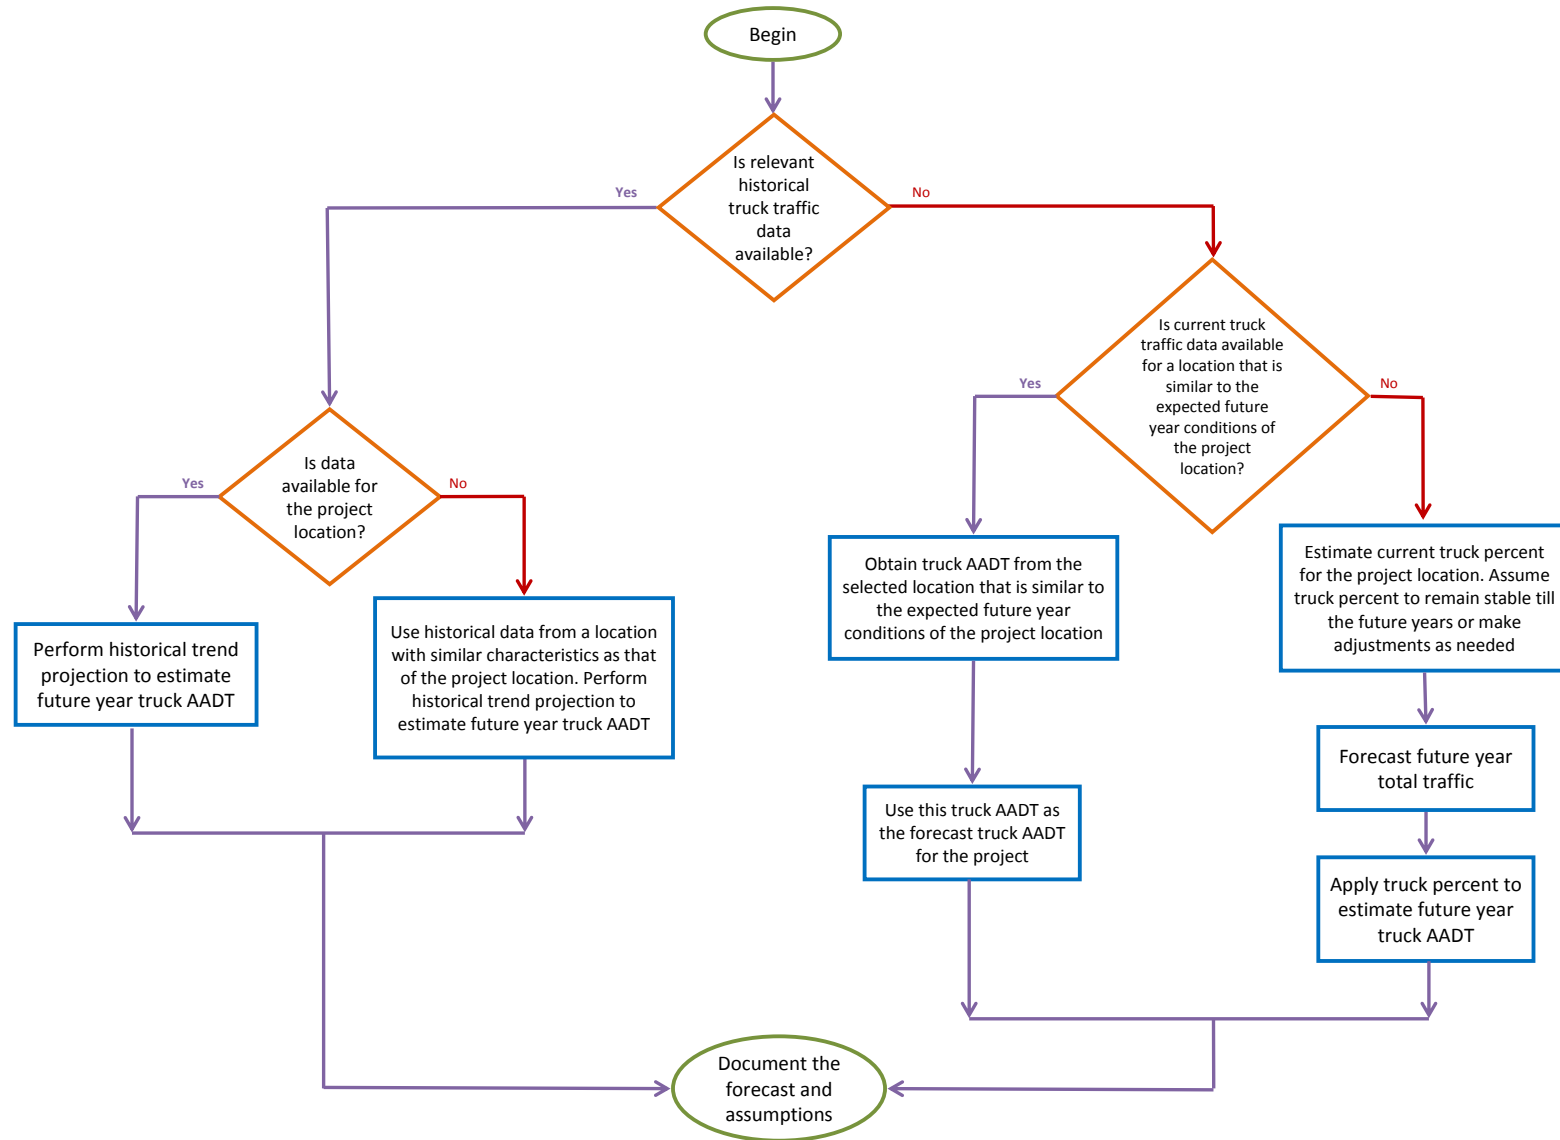 Begin
Is relevant
historical
truck traffic
data
available?
Yes
No
Is current truck
traffic data available
for a location that is
similar to the
expected future
year conditions of
the project
location?
Yes
No
Is data
available for
the project
location?
Yes
No
Perform historical trend
projection to estimate
future year truck AADT
Use historical data from a location
with similar characteristics as that
of the project location. Perform
historical trend projection to
estimate future year truck AADT
Obtain truck AADT from the
selected location that is similar to
the expected future year
conditions of the project location
Estimate current truck percent
for the project location. Assume
truck percent to remain stable till
the future years or make
adjustments as needed
Use this truck AADT as
the forecast truck AADT
for the project
Forecast future year
total traffic
Apply truck percent to
estimate future year
truck AADT
Document the
forecast and
assumptions